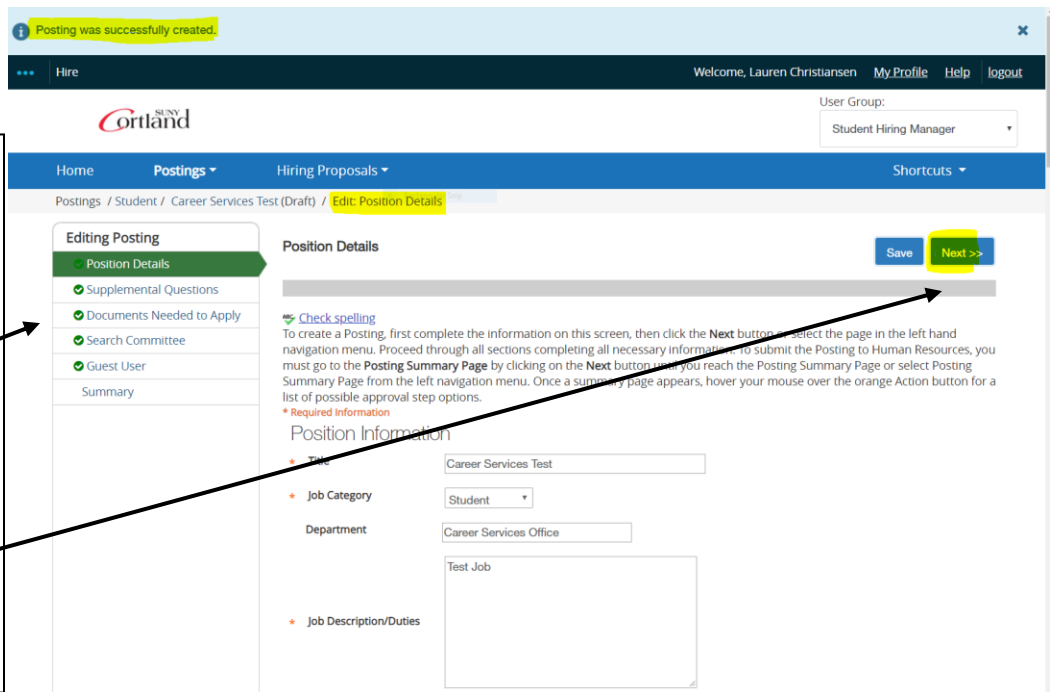 Posting was successfully created.
Hire
Welcome, Lauren Christiansen My Profile Help logout
SUNY
Cortland
User Group:
Student Hiring Manager
Home Postings Hiring Proposals Shortcuts
Postings / Student / Career Services Test (Draft) / Edit: Position Details
Editing Posting
Position Details
Supplemental Questions
Documents Needed to Apply
Search Committee
Guest User
Summary
Position Details
Save Next >>
ABC Check spelling
To create a Posting, first complete the information on this screen, then click the Next button or select the page in the left hand
navigation menu. Proceed through all sections completing all necessary information. To submit the Posting to Human Resources, you
must go to the Posting Summary Page by clicking on the Next button until you reach the Posting Summary Page or select Posting
Summary Page from the left navigation menu. Once a summary page appears, hover your mouse over the orange Action button for a
list of possible approval step options.
* Required Information
Position Information
* Title Career Services Test
* Job Category Student
Department Career Services Office
Test Job
* Job Description/Duties